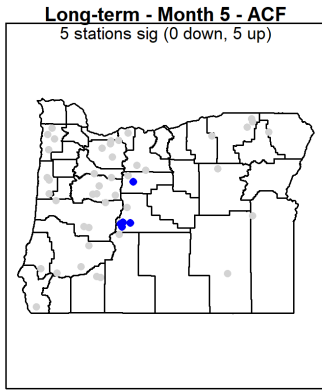 Long-term - Month 5 - ACF
5 stations sig (0 down, 5 up)